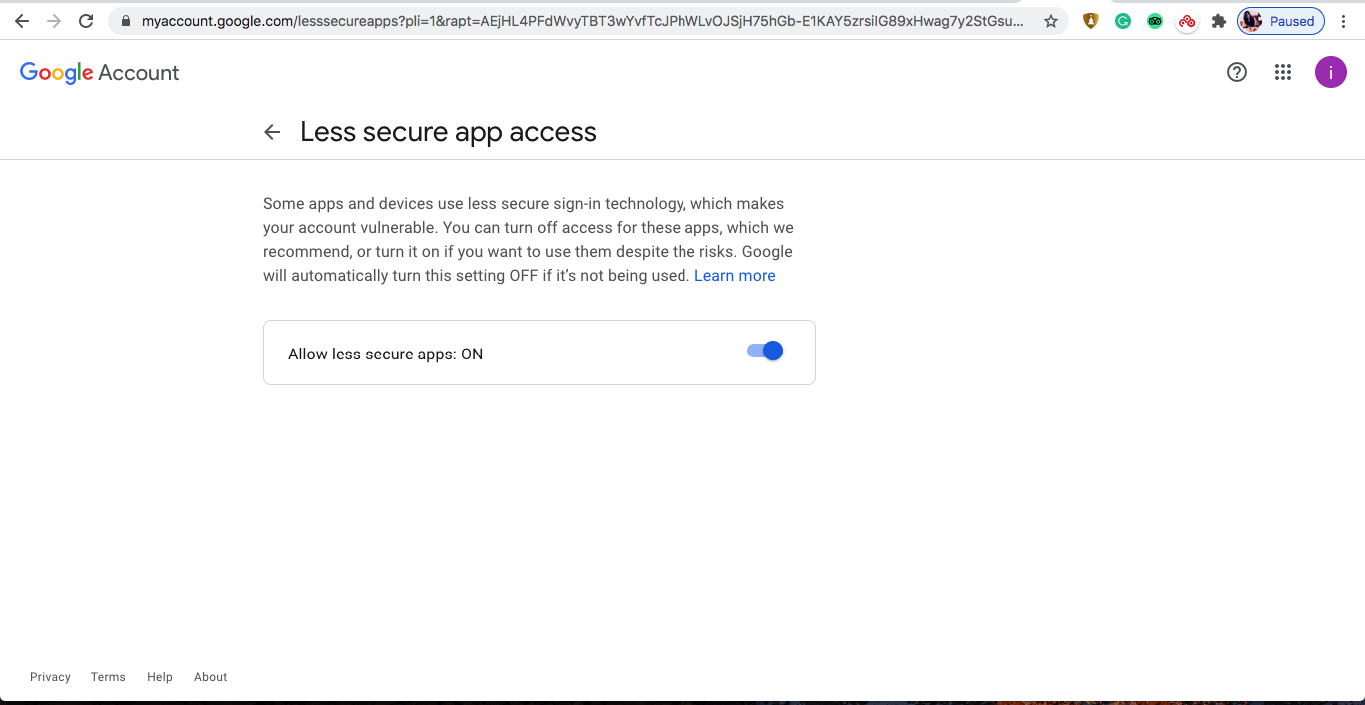 myaccount.google.com/lesssecureapps?pli=1&rapt=AEjHL4PFdWvyTBT3wYvfTcJPhWLvOJSjH75hGb-E1KAY5zrsilG89xHwag7y2StGsu...
Paused
Google Account
i
Less secure app access
Some apps and devices use less secure sign-in technology, which makes
your account vulnerable. You can turn off access for these apps, which we
recommend, or turn it on if you want to use them despite the risks. Google
will automatically turn this setting OFF if it’s not being used. Learn more
Allow less secure apps: ON
Privacy Terms Help About